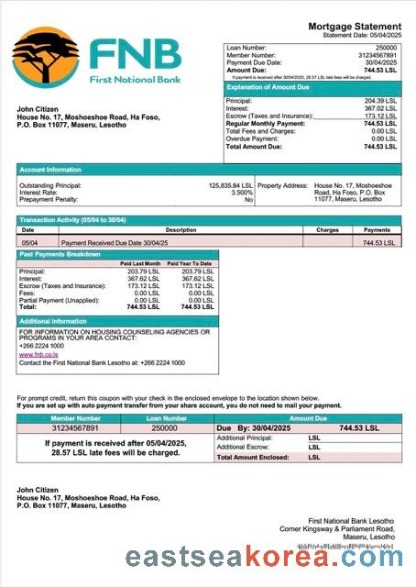 FNB
First National Bank
Mortgage Statement
Statement Date: 05/04/2025
Loan Number: 250000
Member Number: 31234567891
Payment Due Date: 30/04/2025
Amount Due: 744.53 LSL
If payment is received after 30/04/2025, 28.57 LSL late fees will be charged.
Explanation of Amount Due
Principal: 204.39 LSL
Interest: 367.02 LSL
Escrow (Taxes and Insurance): 173.12 LSL
Regular Monthly Payment: 744.53 LSL
Total Fees and Charges: 0.00 LSL
Overdue Payment: 0.00 LSL
Total Amount Due: 744.53 LSL
John Citizen
House No. 17, Moshoeshoe Road, Ha Foso,
P.O. Box 11077, Maseru, Lesotho
Account Information
Outstanding Principal: 125,835.84 LSL
Interest Rate: 3.500%
Prepayment Penalty: No
Property Address: House No. 17, Moshoeshoe
Road, Ha Foso, P.O. Box
11077, Maseru, Lesotho
Transaction Activity (05/04 to 30/04)
Date Description Charges Payments
05/04 Payment Received Due Date 30/04/25 744.53 LSL
Past Payments Breakdown
Paid Last Month Paid Year To Date
Principal: 203.79 LSL 203.79 LSL
Interest: 367.62 LSL 367.62 LSL
Escrow (Taxes and Insurance): 173.12 LSL 173.12 LSL
Fees: 0.00 LSL 0.00 LSL
Partial Payment (Unapplied): 0.00 LSL 0.00 LSL
Total: 744.53 LSL 744.53 LSL
Additional Information
FOR INFORMATION ON HOUSING COUNSELING AGENCIES OR
PROGRAMS IN YOUR AREA CONTACT:
+266 2224 1000
www.fnb.co.ls
Contact the First National Bank Lesotho at: +266 2224 1000
For prompt credit, return this coupon with your check in the enclosed envelope to the location shown below.
If you are set up with auto payment transfer from your share account, you do not need to mail your payment.
Member Number Loan Number Amount Due
31234567891 250000 Due By: 30/04/2025 744.53 LSL
If payment is received after 05/04/2025,
28.57 LSL late fees will be charged.
Additional Principal: LSL
Additional Escrow: LSL
Total Amount Enclosed: LSL
John Citizen
House No. 17, Moshoeshoe Road, Ha Foso,
P.O. Box 11077, Maseru, Lesotho
First National Bank Lesotho
Corner Kingsway & Parliament Road,
Maseru, Lesotho
eastseakorea.com